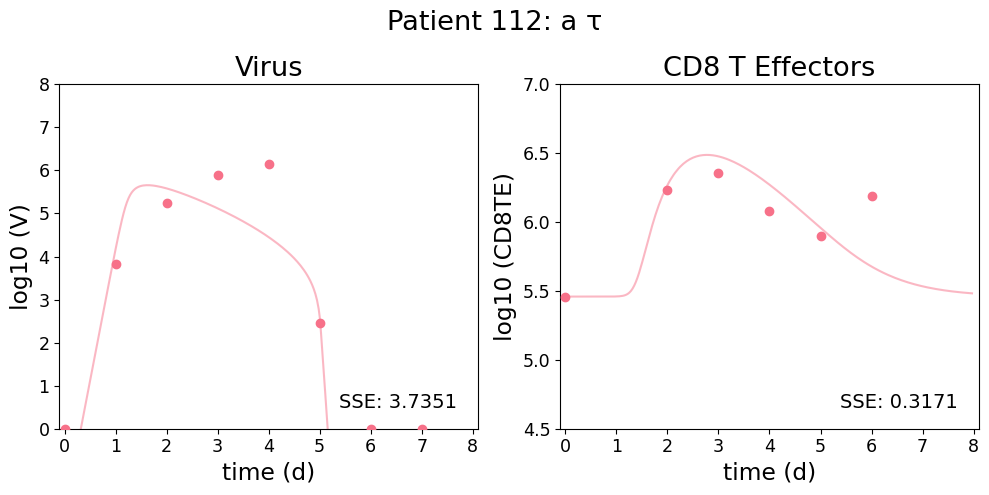 Patient 112: a τ
Virus
CD8 T Effectors
8
7
6
5
4
3
2
1
0
log10 (V)
SSE: 3.7351
0 1 2 3 4 5 6 7 8
time (d)
7.0
6.5
6.0
5.5
5.0
4.5
log10 (CD8TE)
SSE: 0.3171
0 1 2 3 4 5 6 7 8
time (d)